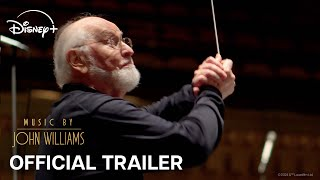 Disney+
MUSIC BY
JOHN WILLIAMS
OFFICIAL TRAILER